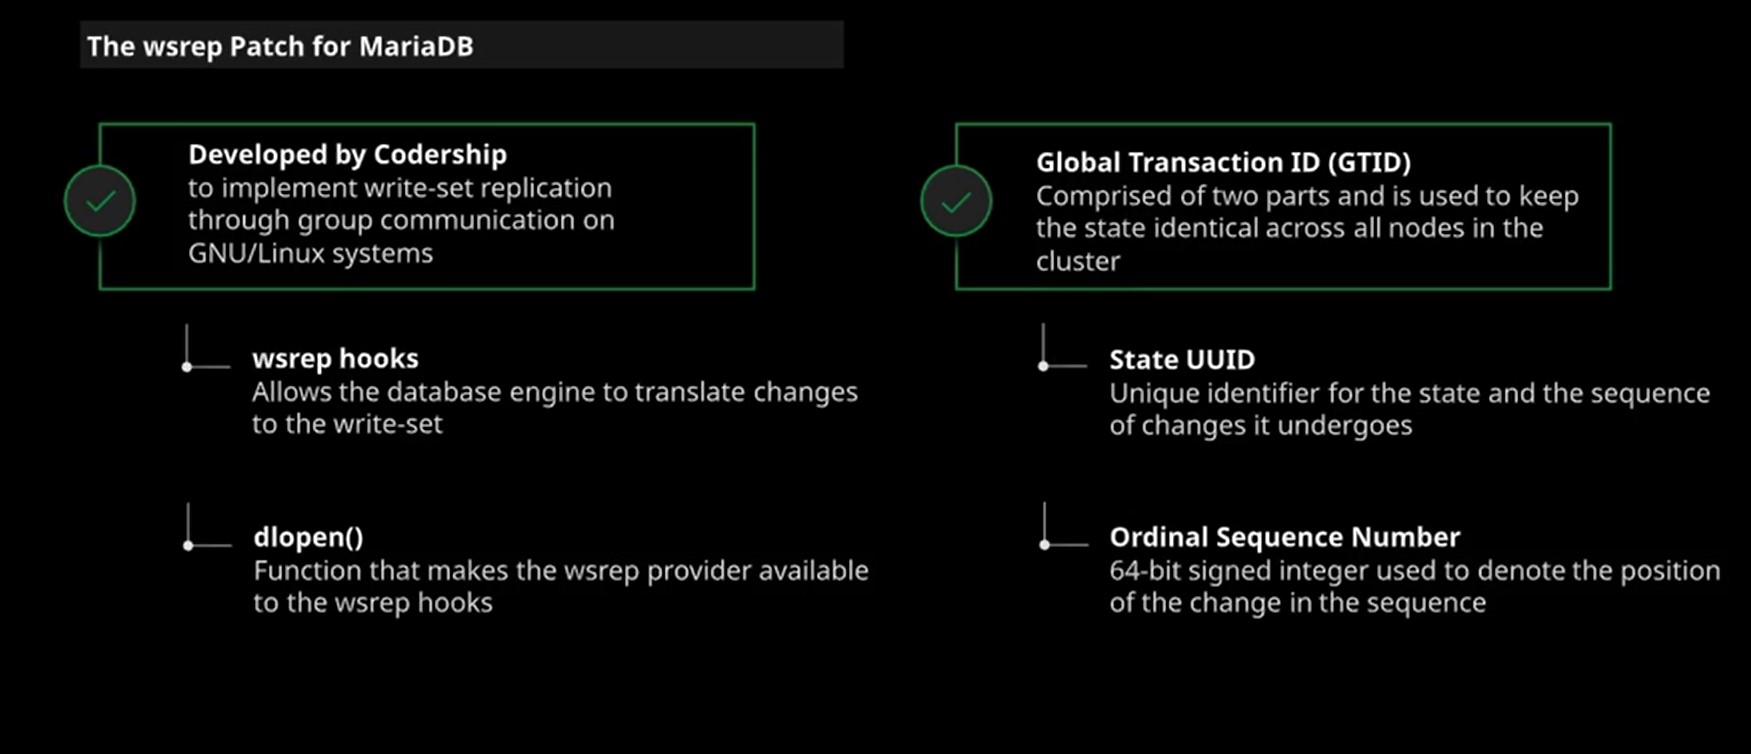 The wsrep Patch for MariaDB
Developed by Codership
to implement write-set replication
through group communication on
GNU/Linux systems
wsrep hooks
Allows the database engine to translate changes
to the write-set
dlopen()
Function that makes the wsrep provider available
to the wsrep hooks
Global Transaction ID (GTID)
Comprised of two parts and is used to keep
the state identical across all nodes in the
cluster
State UUID
Unique identifier for the state and the sequence
of changes it undergoes
Ordinal Sequence Number
64-bit signed integer used to denote the position
of the change in the sequence